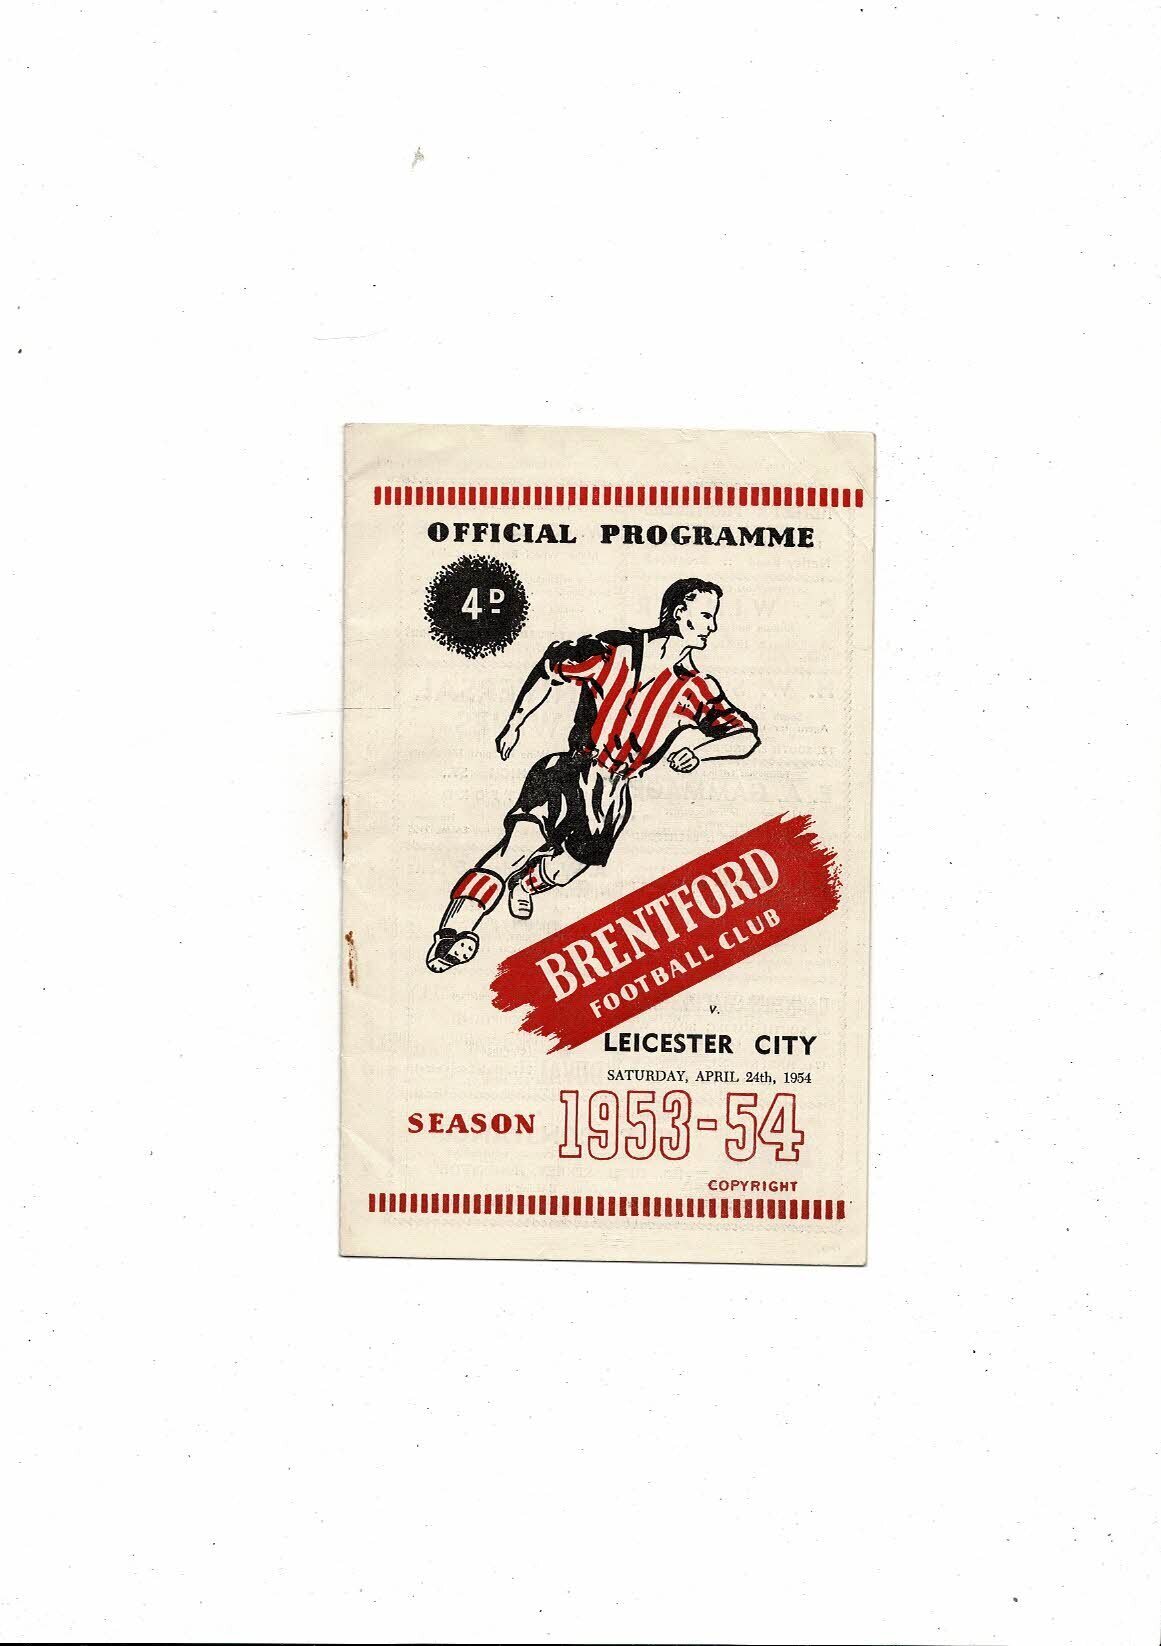 OFFICIAL PROGRAMME
4D
BRENTFORD
FOOTBALL CLUB
v.
LEICESTER CITY
SATURDAY, APRIL 24th, 1954
SEASON 1953-54
COPYRIGHT